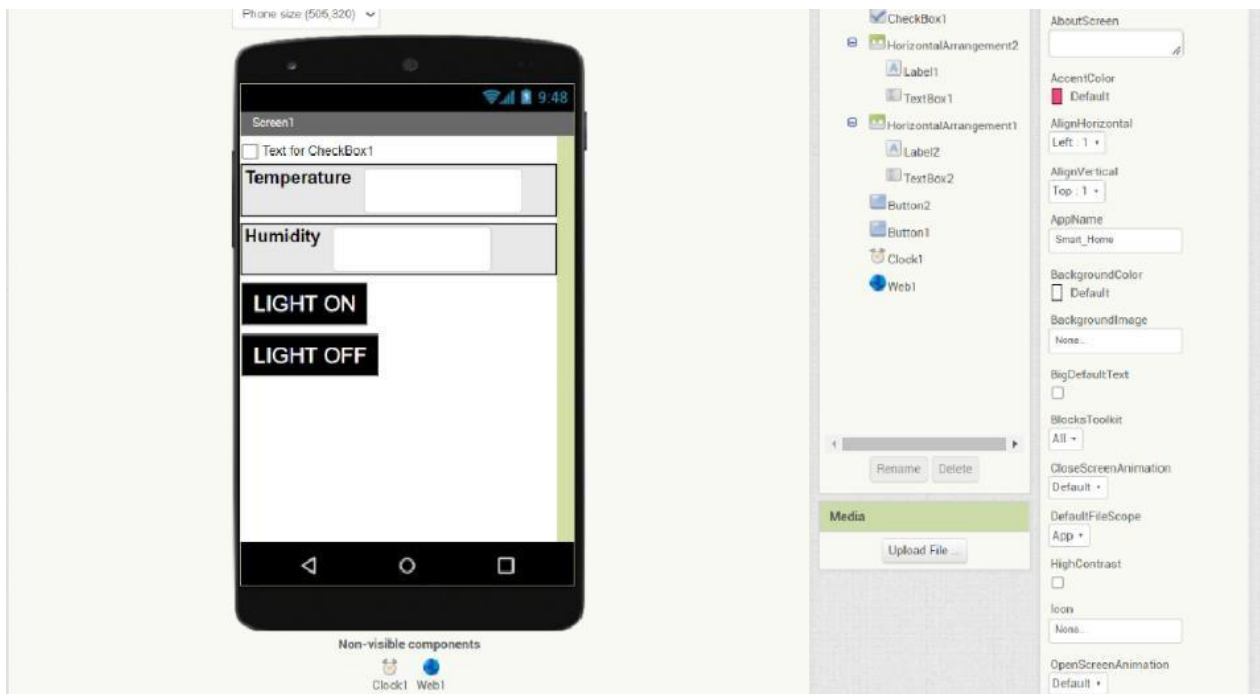 Phone size (505,320)
9:48
Screen1
Text for CheckBox1
Temperature
Humidity
LIGHT ON
LIGHT OFF
Non-visible components
Clock1 Web1
CheckBox1
HorizontalArrangement2
Label1
TextBox1
HorizontalArrangement1
Label2
TextBox2
Button2
Button1
Clock1
Web1
Rename Delete
Media
Upload File ...
AboutScreen
AccentColor
Default
AlignHorizontal
Left : 1
AlignVertical
Top : 1
AppName
Smart_Home
BackgroundColor
Default
BackgroundImage
None...
BigDefaultText
BlocksToolkit
All
CloseScreenAnimation
Default
DefaultFileScope
App
HighContrast
Icon
None...
OpenScreenAnimation
Default